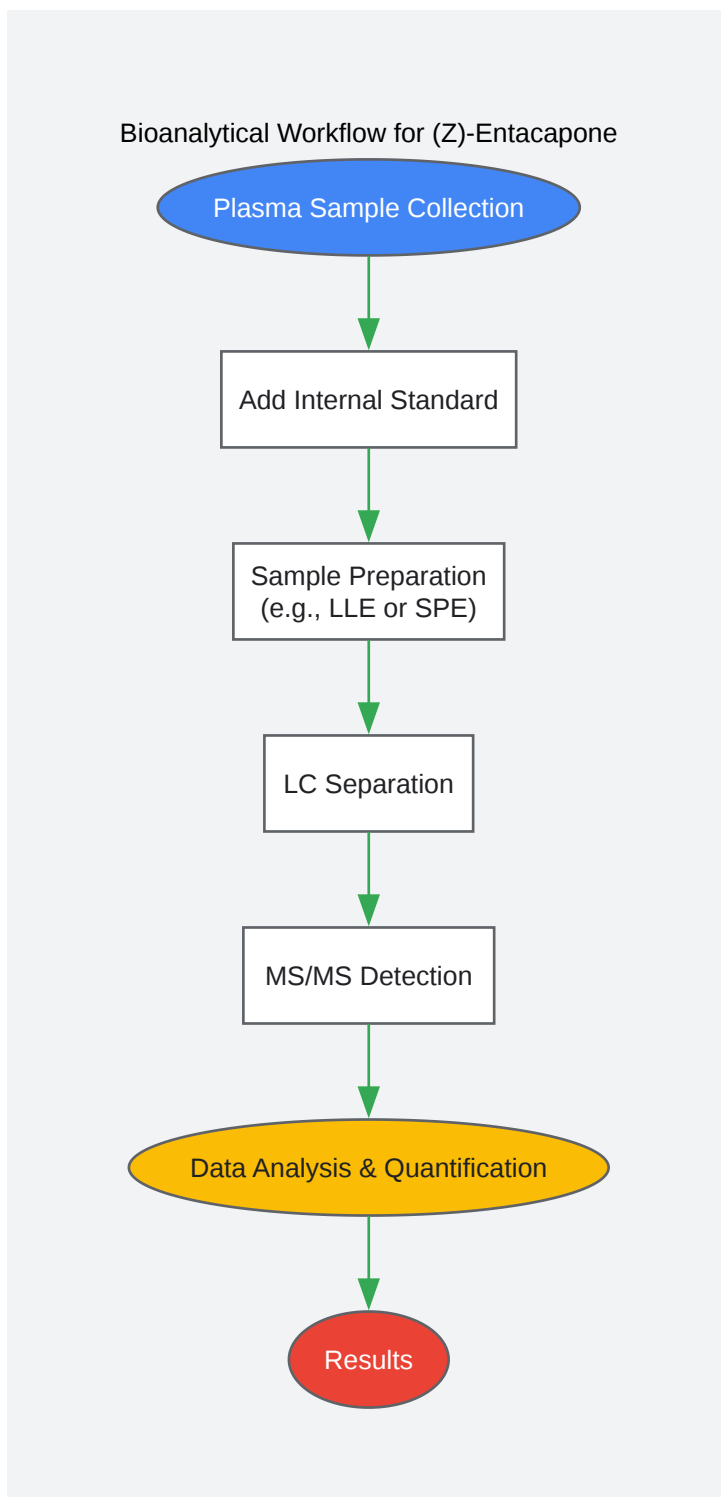 Bioanalytical Workflow for (Z)-Entacapone
Plasma Sample Collection
Add Internal Standard
Sample Preparation
(e.g., LLE or SPE)
LC Separation
MS/MS Detection
Data Analysis & Quantification
Results